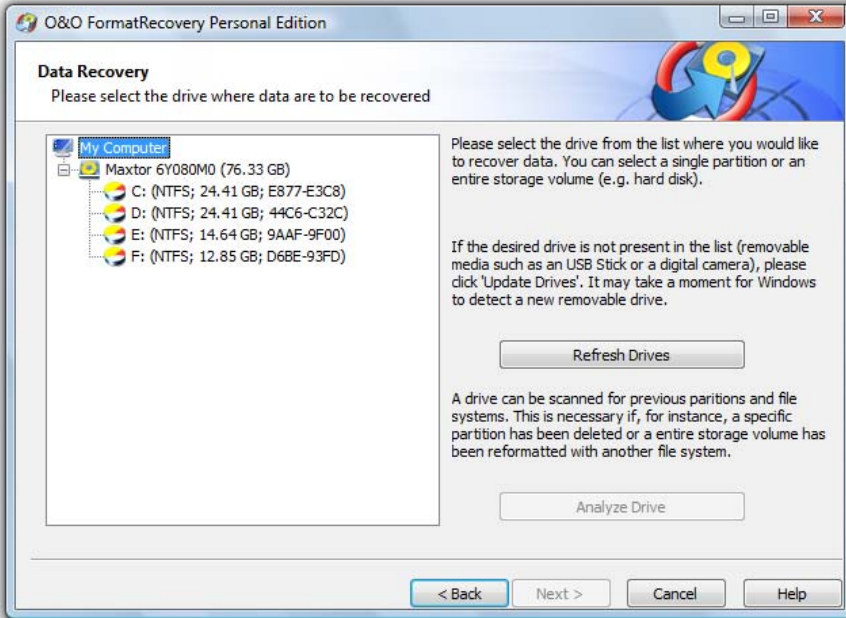 O&O FormatRecovery Personal Edition
Data Recovery
Please select the drive where data are to be recovered
My Computer
Maxtor 6Y080M0 (76.33 GB)
C: (NTFS; 24.41 GB; E877-E3C8)
D: (NTFS; 24.41 GB; 44C6-C32C)
E: (NTFS; 14.64 GB; 9AAF-9F00)
F: (NTFS; 12.85 GB; D6BE-93FD)
Please select the drive from the list where you would like
to recover data. You can select a single partition or an
entire storage volume (e.g. hard disk).
If the desired drive is not present in the list (removable
media such as an USB Stick or a digital camera), please
click 'Update Drives'. It may take a moment for Windows
to detect a new removable drive.
Refresh Drives
A drive can be scanned for previous paritions and file
systems. This is necessary if, for instance, a specific
partition has been deleted or a entire storage volume has
been reformatted with another file system.
Analyze Drive
< Back
Next >
Cancel
Help